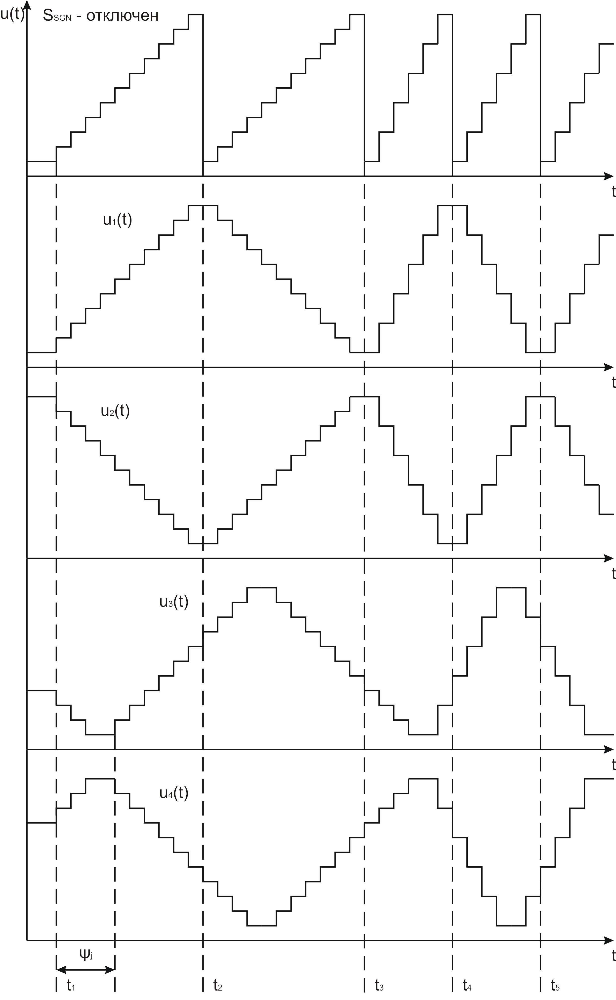 u(t) S_SGN - отключен
t
u₁(t)
t
u₂(t)
t
u₃(t)
t
u₄(t)
t
ψⱼ
t₁ t₂ t₃ t₄ t₅